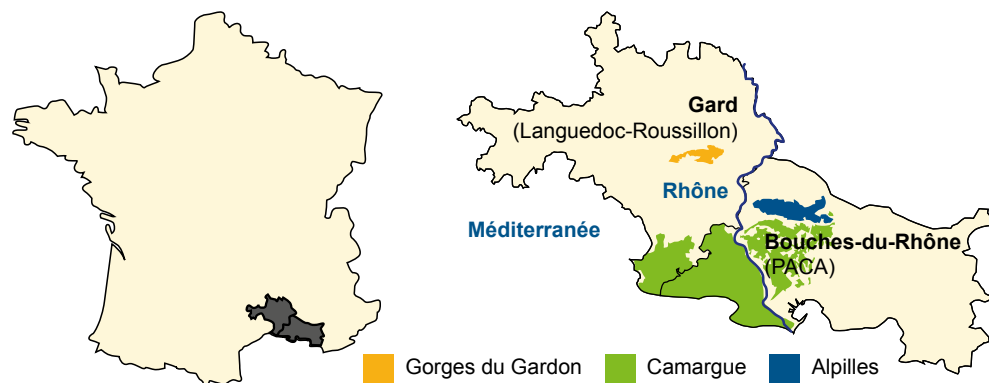 Gard
(Languedoc-Roussillon)
Rhône
Méditerranée
Bouches-du-Rhône
(PACA)
Gorges du Gardon
Camargue
Alpilles